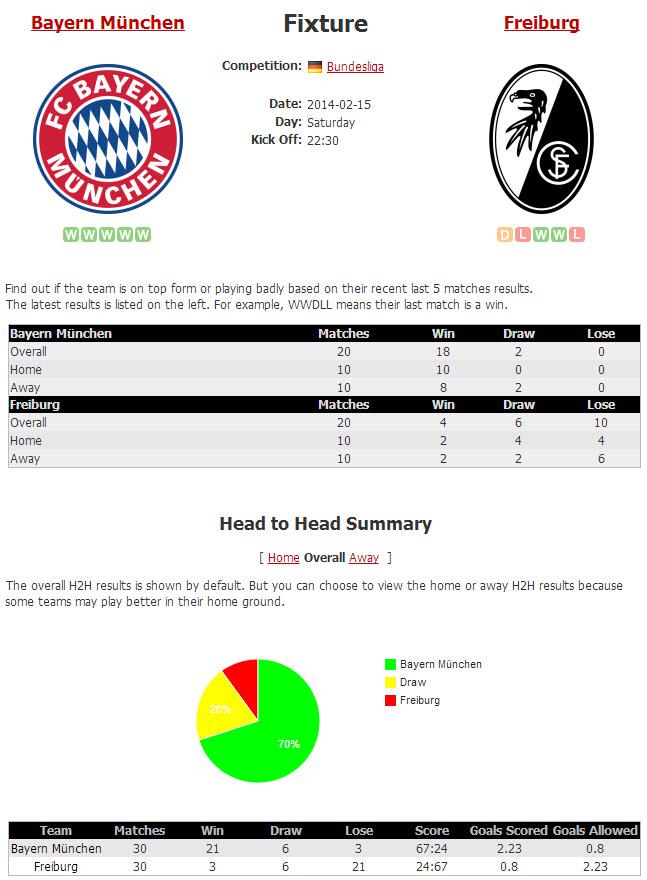 Bayern München
Fixture
Freiburg
FC BAYERN
MÜNCHEN
Competition: Bundesliga
Date: 2014-02-15
Day: Saturday
Kick Off: 22:30
SCF
W W W W W
D L W W L
Find out if the team is on top form or playing badly based on their recent last 5 matches results.
The latest results is listed on the left. For example, WWDLL means their last match is a win.
Bayern München Matches Win Draw Lose
Overall 20 18 2 0
Home 10 10 0 0
Away 10 8 2 0
Freiburg Matches Win Draw Lose
Overall 20 4 6 10
Home 10 2 4 4
Away 10 2 2 6
Head to Head Summary
[ Home Overall Away ]
The overall H2H results is shown by default. But you can choose to view the home or away H2H results because
some teams may play better in their home ground.
Bayern München
Draw
Freiburg
20%
70%
Team Matches Win Draw Lose Score Goals Scored Goals Allowed
Bayern München 30 21 6 3 67:24 2.23 0.8
Freiburg 30 3 6 21 24:67 0.8 2.23